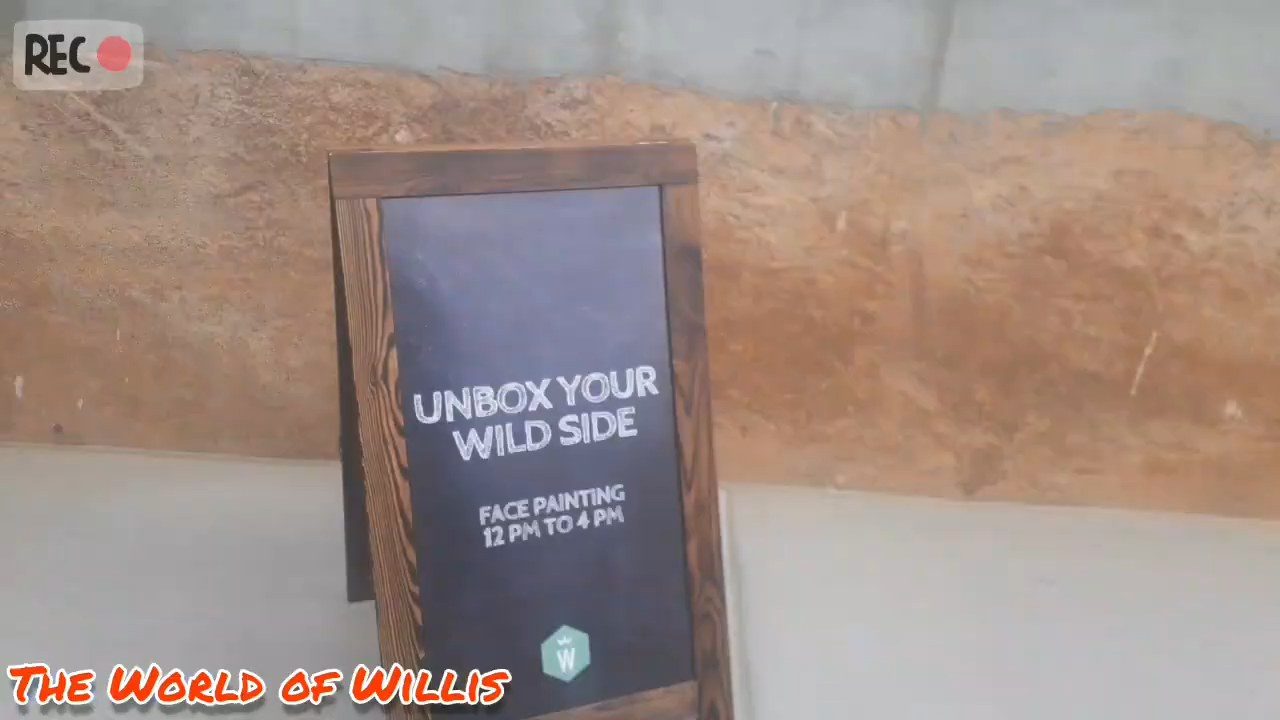 REC
UNBOX YOUR
WILD SIDE
FACE PAINTING
12 PM TO 4 PM
W
THE WORLD OF WILLIS